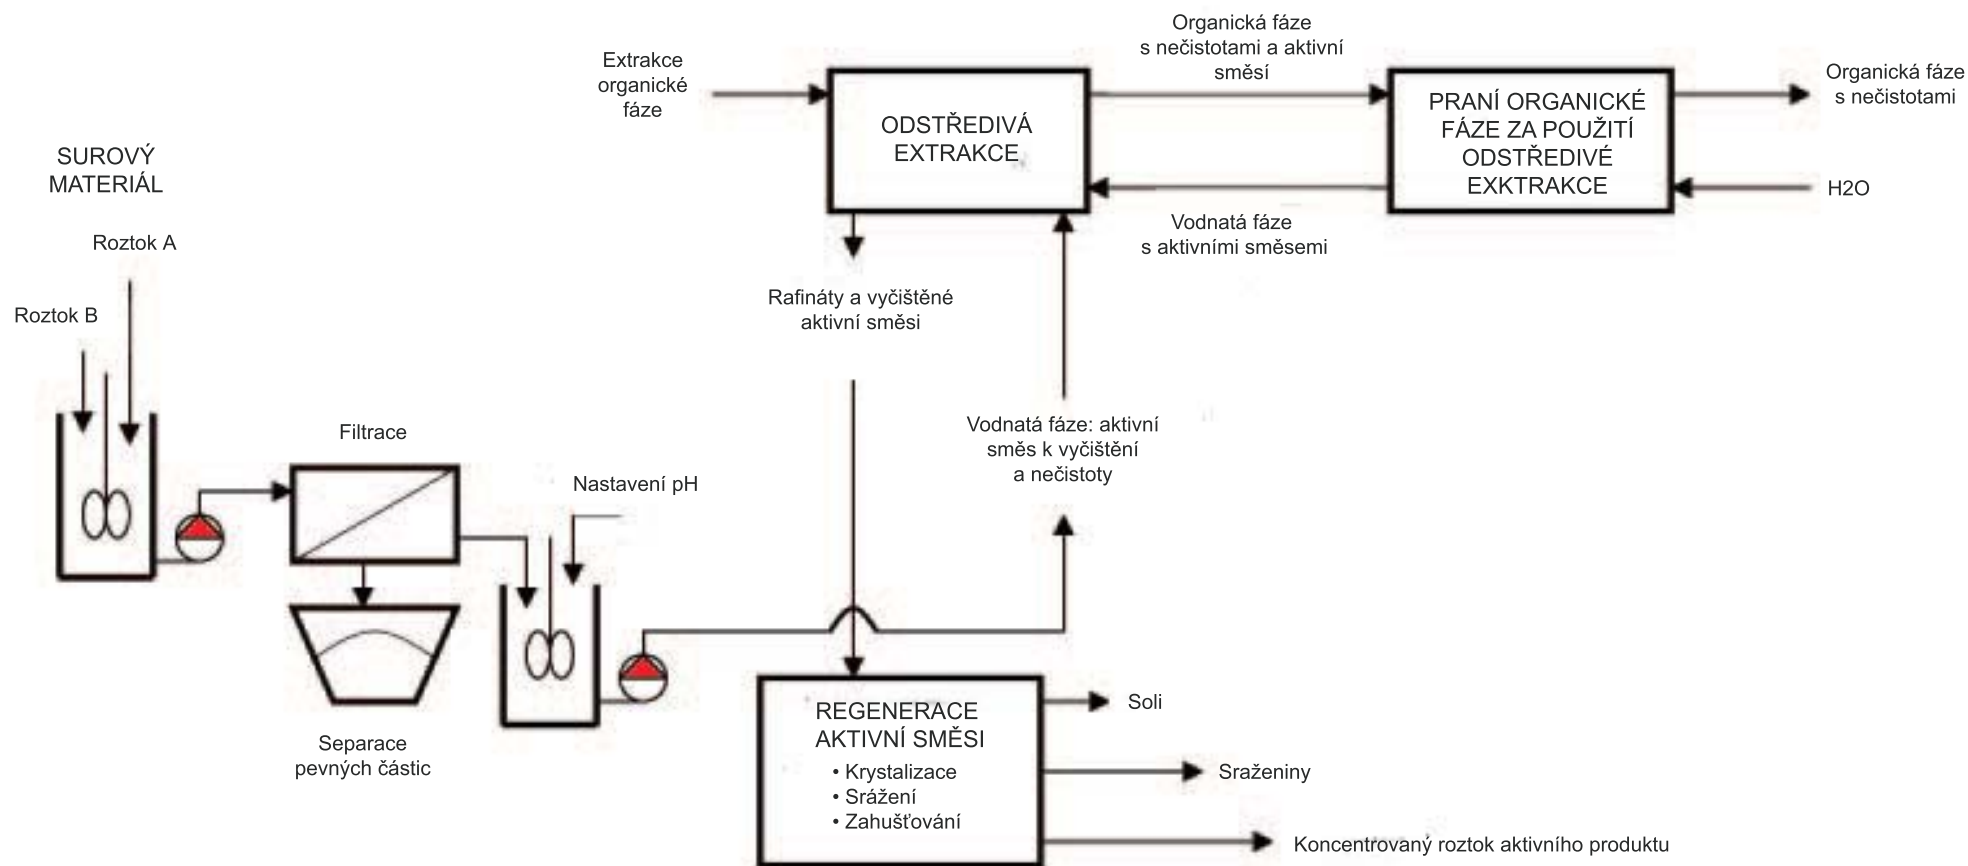 Organická fáze
s nečistotami a aktivní
směsí
Extrakce
organické
fáze
Organická fáze
s nečistotami
ODSTŘEDIVÁ
EXTRAKCE
PRANÍ ORGANICKÉ
FÁZE ZA POUŽITÍ
ODSTŘEDIVÉ
EXKTRAKCE
H2O
Vodnatá fáze
s aktivními směsemi
SUROVÝ
MATERIÁL
Roztok A
Roztok B
Rafináty a vyčištěné
aktivní směsi
Filtrace
Nastavení pH
Vodnatá fáze: aktivní
směs k vyčištění
a nečistoty
Separace
pevných částic
REGENERACE
AKTIVNÍ SMĚSI
• Krystalizace
• Srážení
• Zahušťování
Soli
Sraženiny
Koncentrovaný roztok aktivního produktu